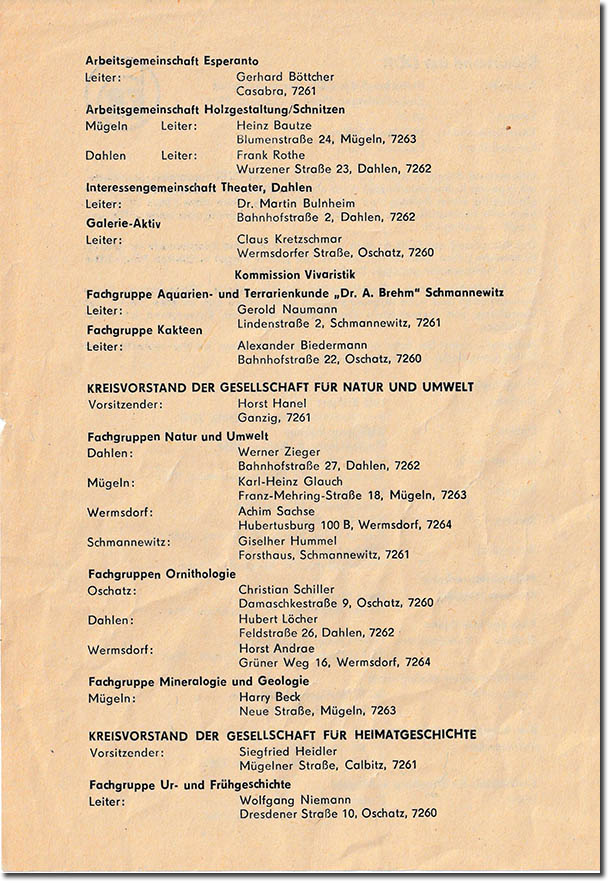 Arbeitsgemeinschaft Esperanto
Leiter: Gerhard Böttcher
Casabra, 7261
Arbeitsgemeinschaft Holzgestaltung/Schnitzen
Mügeln Leiter: Heinz Bautze
Blumenstraße 24, Mügeln, 7263
Dahlen Leiter: Frank Rothe
Wurzener Straße 23, Dahlen, 7262
Interessengemeinschaft Theater, Dahlen
Leiter: Dr. Martin Bulnheim
Bahnhofstraße 2, Dahlen, 7262
Galerie-Aktiv
Leiter: Claus Kretzschmar
Wermsdorfer Straße, Oschatz, 7260
Kommission Vivaristik
Fachgruppe Aquarien- und Terrarienkunde „Dr. A. Brehm" Schmannewitz
Leiter: Gerold Naumann
Lindenstraße 2, Schmannewitz, 7261
Fachgruppe Kakteen
Leiter: Alexander Biedermann
Bahnhofstraße 22, Oschatz, 7260
KREISVORSTAND DER GESELLSCHAFT FÜR NATUR UND UMWELT
Vorsitzender: Horst Hanel
Ganzig, 7261
Fachgruppen Natur und Umwelt
Dahlen: Werner Zieger
Bahnhofstraße 27, Dahlen, 7262
Mügeln: Karl-Heinz Glauch
Franz-Mehring-Straße 18, Mügeln, 7263
Wermsdorf: Achim Sachse
Hubertusburg 100 B, Wermsdorf, 7264
Schmannewitz: Giselher Hummel
Forsthaus, Schmannewitz, 7261
Fachgruppen Ornithologie
Oschatz: Christian Schiller
Damaschkestraße 9, Oschatz, 7260
Dahlen: Hubert Löcher
Feldstraße 26, Dahlen, 7262
Wermsdorf: Horst Andrae
Grüner Weg 16, Wermsdorf, 7264
Fachgruppe Mineralogie und Geologie
Mügeln: Harry Beck
Neue Straße, Mügeln, 7263
KREISVORSTAND DER GESELLSCHAFT FÜR HEIMATGESCHICHTE
Vorsitzender: Siegfried Heidler
Mügelner Straße, Calbitz, 7261
Fachgruppe Ur- und Frühgeschichte
Leiter: Wolfgang Niemann
Dresdener Straße 10, Oschatz, 7260